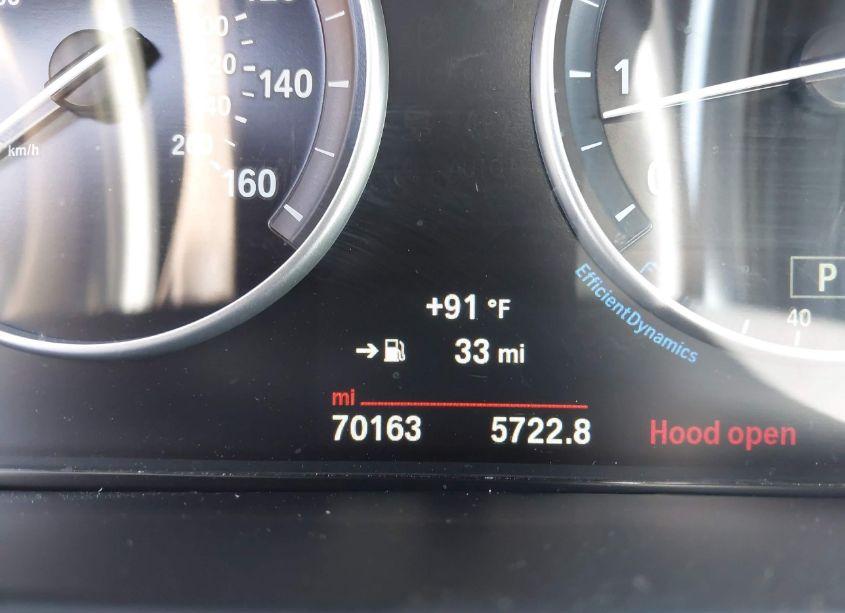 140
160
km/h
+91 °F
➔ 33 mi
mi
70163 5722.8
Hood open
EfficientDynamics
P
40